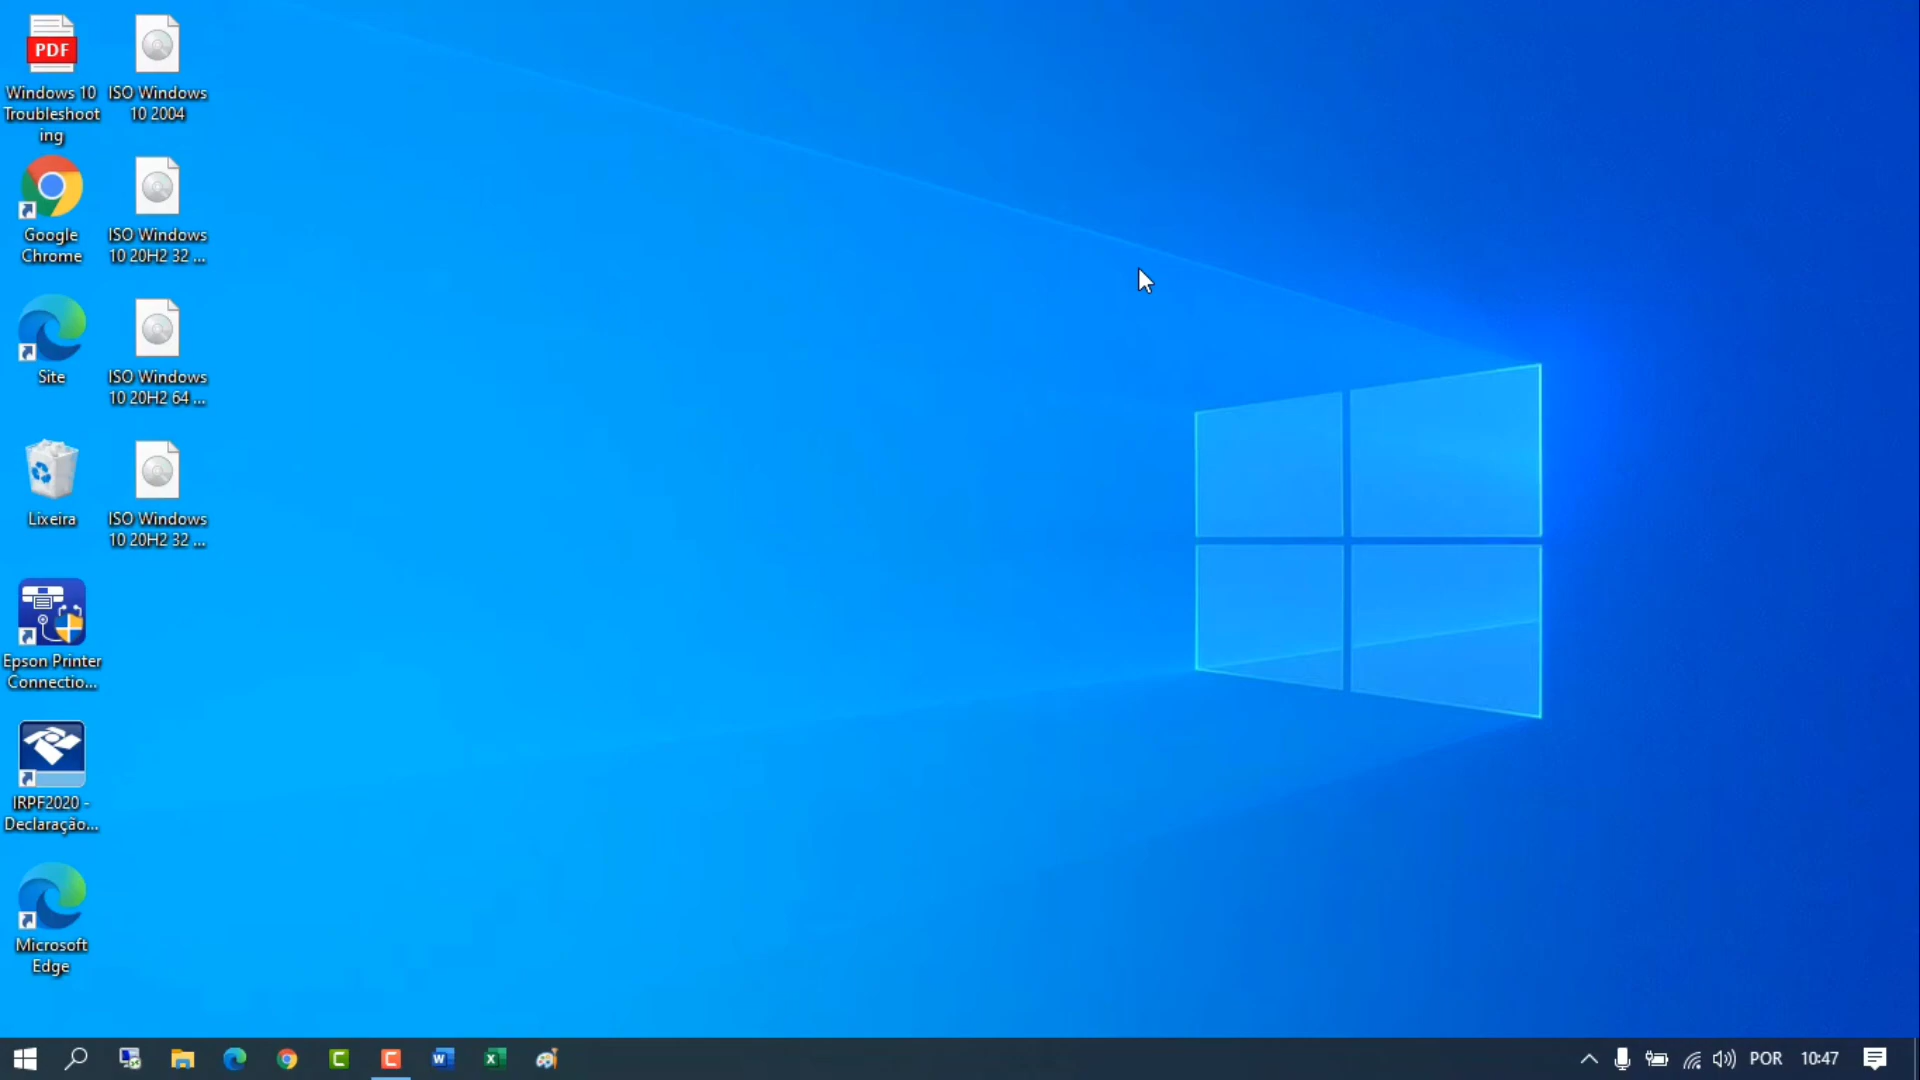 PDF
Windows 10
Troubleshoot
ing
ISO Windows
10 2004
Google
Chrome
ISO Windows
10 20H2 32 ...
Site
ISO Windows
10 20H2 64 ...
Lixeira
ISO Windows
10 20H2 32 ...
Epson Printer
Connectio...
IRPF2020 -
Declaração...
Microsoft
Edge
POR
10:47